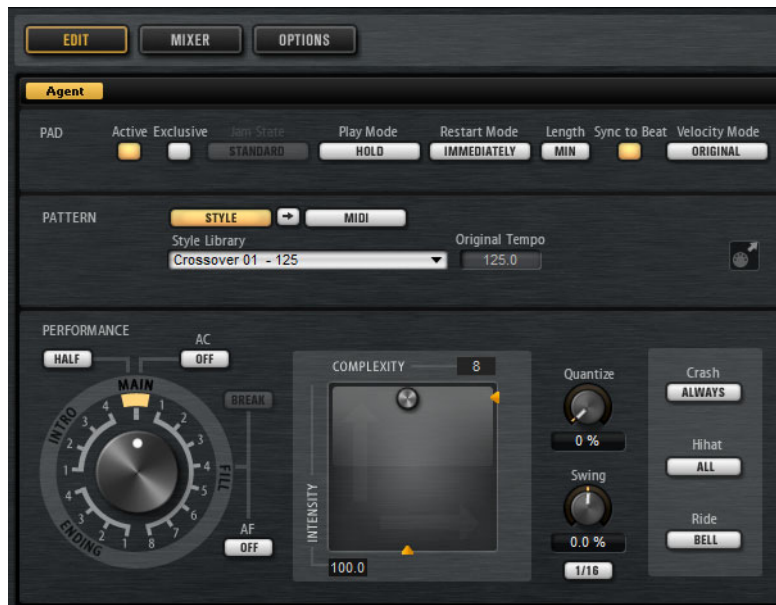 EDIT MIXER OPTIONS
Agent
PAD Active Exclusive Jam State Play Mode Restart Mode Length Sync to Beat Velocity Mode
STANDARD HOLD IMMEDIATELY MIN ORIGINAL
PATTERN STYLE MIDI
Style Library Original Tempo
Crossover 01 - 125 125.0
PERFORMANCE
AC
HALF OFF
MAIN
BREAK
INTRO
1 2 3 4
FILL
1 2 3 4 5 6 7 8
ENDING
1 2 3 4
AF
OFF
COMPLEXITY 8
INTENSITY
100.0
Quantize
0 %
Swing
0.0 %
1/16
Crash
ALWAYS
Hihat
ALL
Ride
BELL